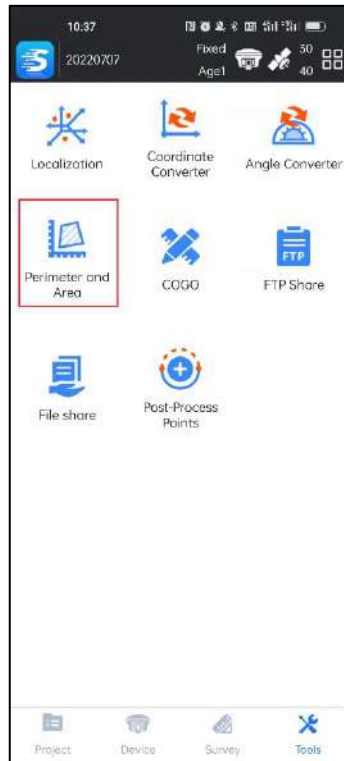 10:37
20220707
Fixed
Age1
50
40
Localization
Coordinate
Converter
Angle Converter
Perimeter and
Area
COGO
FTP
FTP Share
File share
Post-Process
Points
Project
Device
Survey
Tools